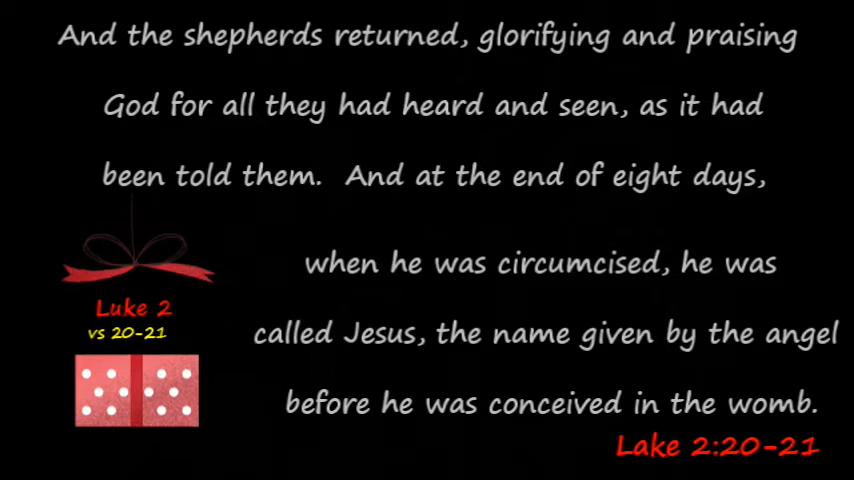 And the shepherds returned, glorifying and praising
God for all they had heard and seen, as it had
been told them. And at the end of eight days,
when he was circumcised, he was
called Jesus, the name given by the angel
before he was conceived in the womb.
Luke 2
vs 20-21
Lake 2:20-21